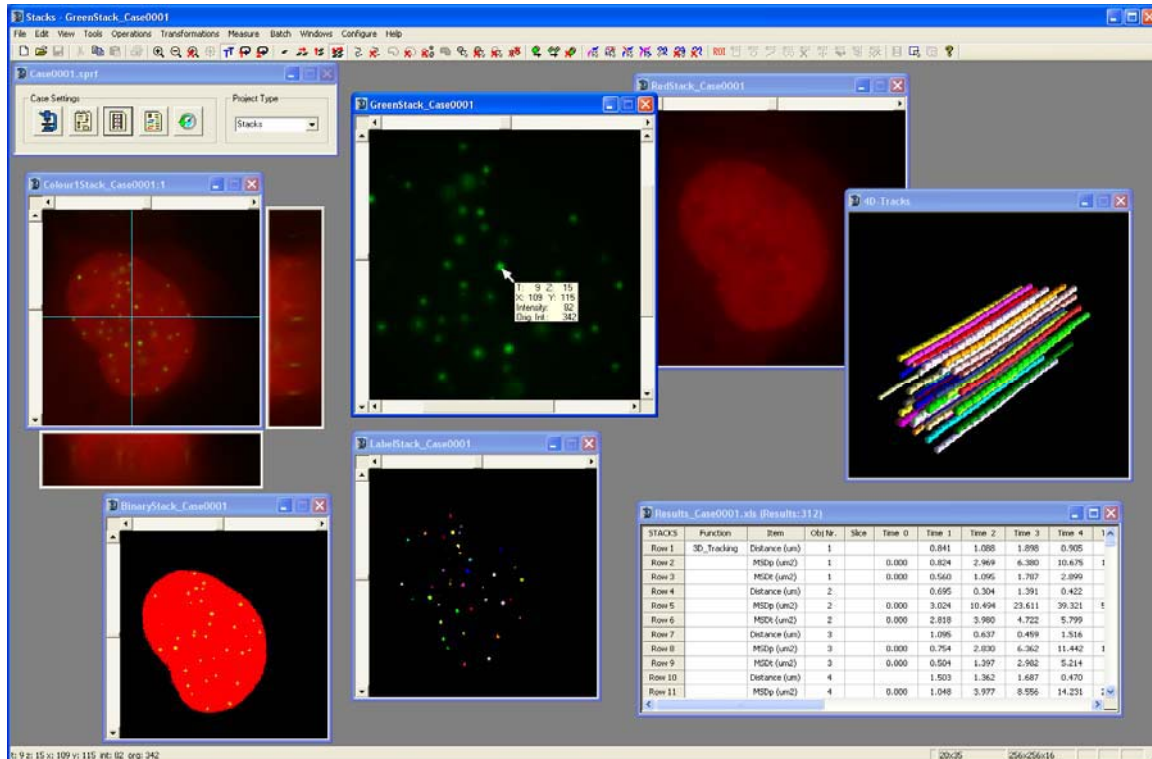 Stacks - GreenStack_Case0001
File Edit View Tools Operations Transformations Measure Batch Windows Configure Help
ROI
Case0001.sprf
Case Settings
Project Type
Stacks
GreenStack_Case0001
T: 9 Z: 15
X: 109 Y: 115
Intensity: 82
Orig. Int.: 342
RedStack_Case0001
Colour1Stack_Case0001:1
4D-Tracks
BinaryStack_Case0001
LabelStack_Case0001
Results_Case0001.xls (Results:312)
STACKS Function Item Obj Nr. Slice Time 0 Time 1 Time 2 Time 3 Time 4
Row 1 3D_Tracking Distance (um) 1 0.841 1.088 1.898 0.905
Row 2 MSDp (um2) 1 0.000 0.824 2.969 6.380 10.675 1
Row 3 MSDt (um2) 1 0.000 0.560 1.095 1.787 2.899
Row 4 Distance (um) 2 0.695 0.304 1.391 0.422
Row 5 MSDp (um2) 2 0.000 3.024 10.494 23.611 39.321 5
Row 6 MSDt (um2) 2 0.000 2.818 3.980 4.722 5.799
Row 7 Distance (um) 3 1.095 0.637 0.459 1.516
Row 8 MSDp (um2) 3 0.000 0.754 2.830 6.362 11.442 1
Row 9 MSDt (um2) 3 0.000 0.504 1.397 2.982 5.214
Row 10 Distance (um) 4 1.503 1.362 1.687 0.470
Row 11 MSDp (um2) 4 0.000 1.048 3.977 8.556 14.231
t: 9 z: 15 x: 109 y: 115 int: 82 org: 342
20x35
256x256x16